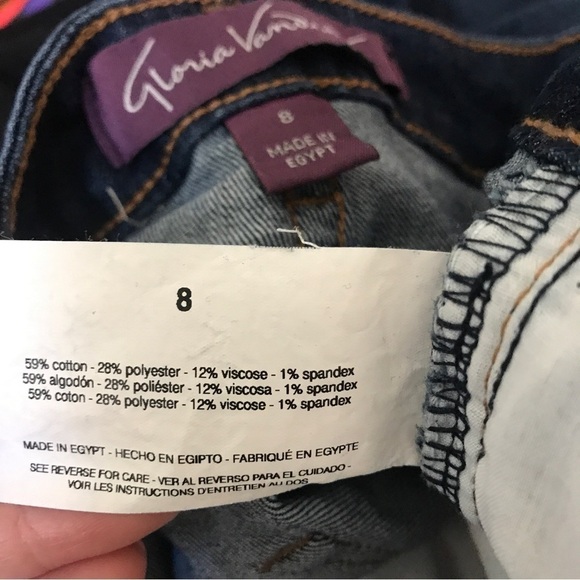 Gloria Vander
8
MADE IN
EGYPT
8
59% cotton - 28% polyester - 12% viscose - 1% spandex
59% algodón - 28% poliéster - 12% viscosa - 1% spandex
59% coton - 28% polyester - 12% viscose - 1% spandex
MADE IN EGYPT - HECHO EN EGIPTO - FABRIQUÉ EN EGYPTE
SEE REVERSE FOR CARE - VER AL REVERSO PARA EL CUIDADO -
VOIR LES INSTRUCTIONS D'ENTRETIEN AU DOS